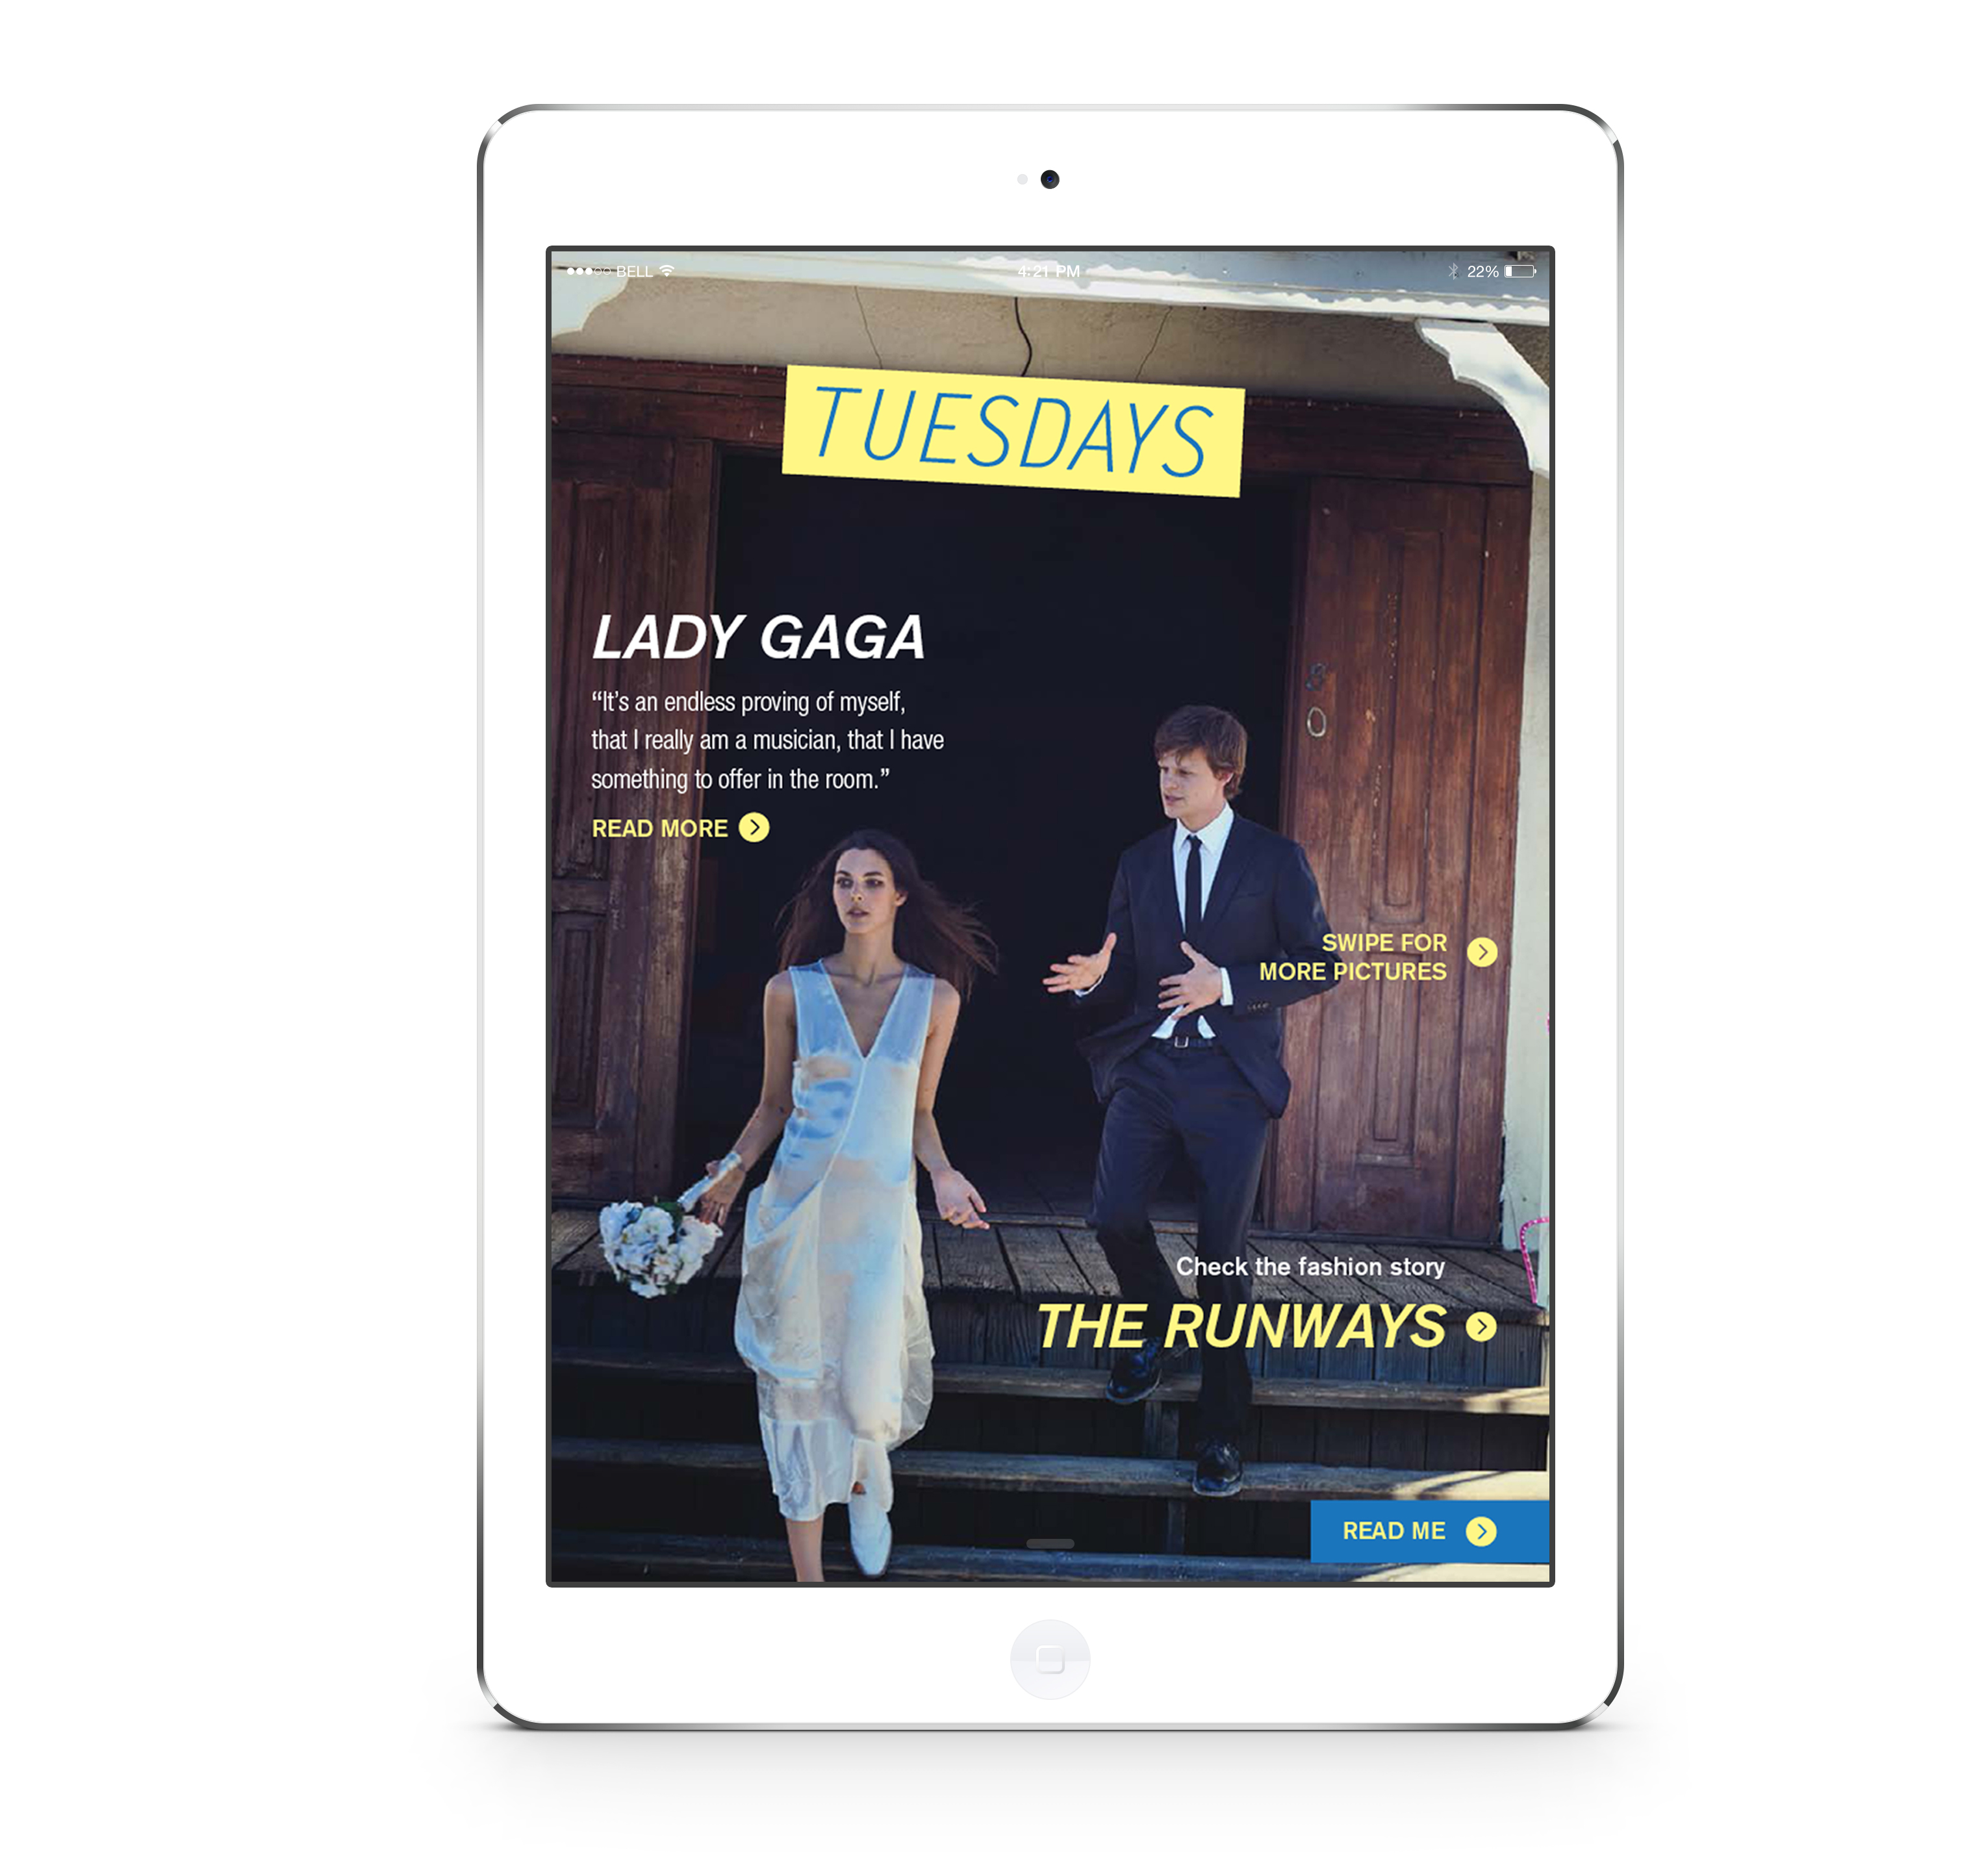 BELL 4:21 PM 22%
TUESDAYS
LADY GAGA
“It’s an endless proving of myself,
that I really am a musician, that I have
something to offer in the room.”
READ MORE
8
0
SWIPE FOR
MORE PICTURES
Check the fashion story
THE RUNWAYS
READ ME